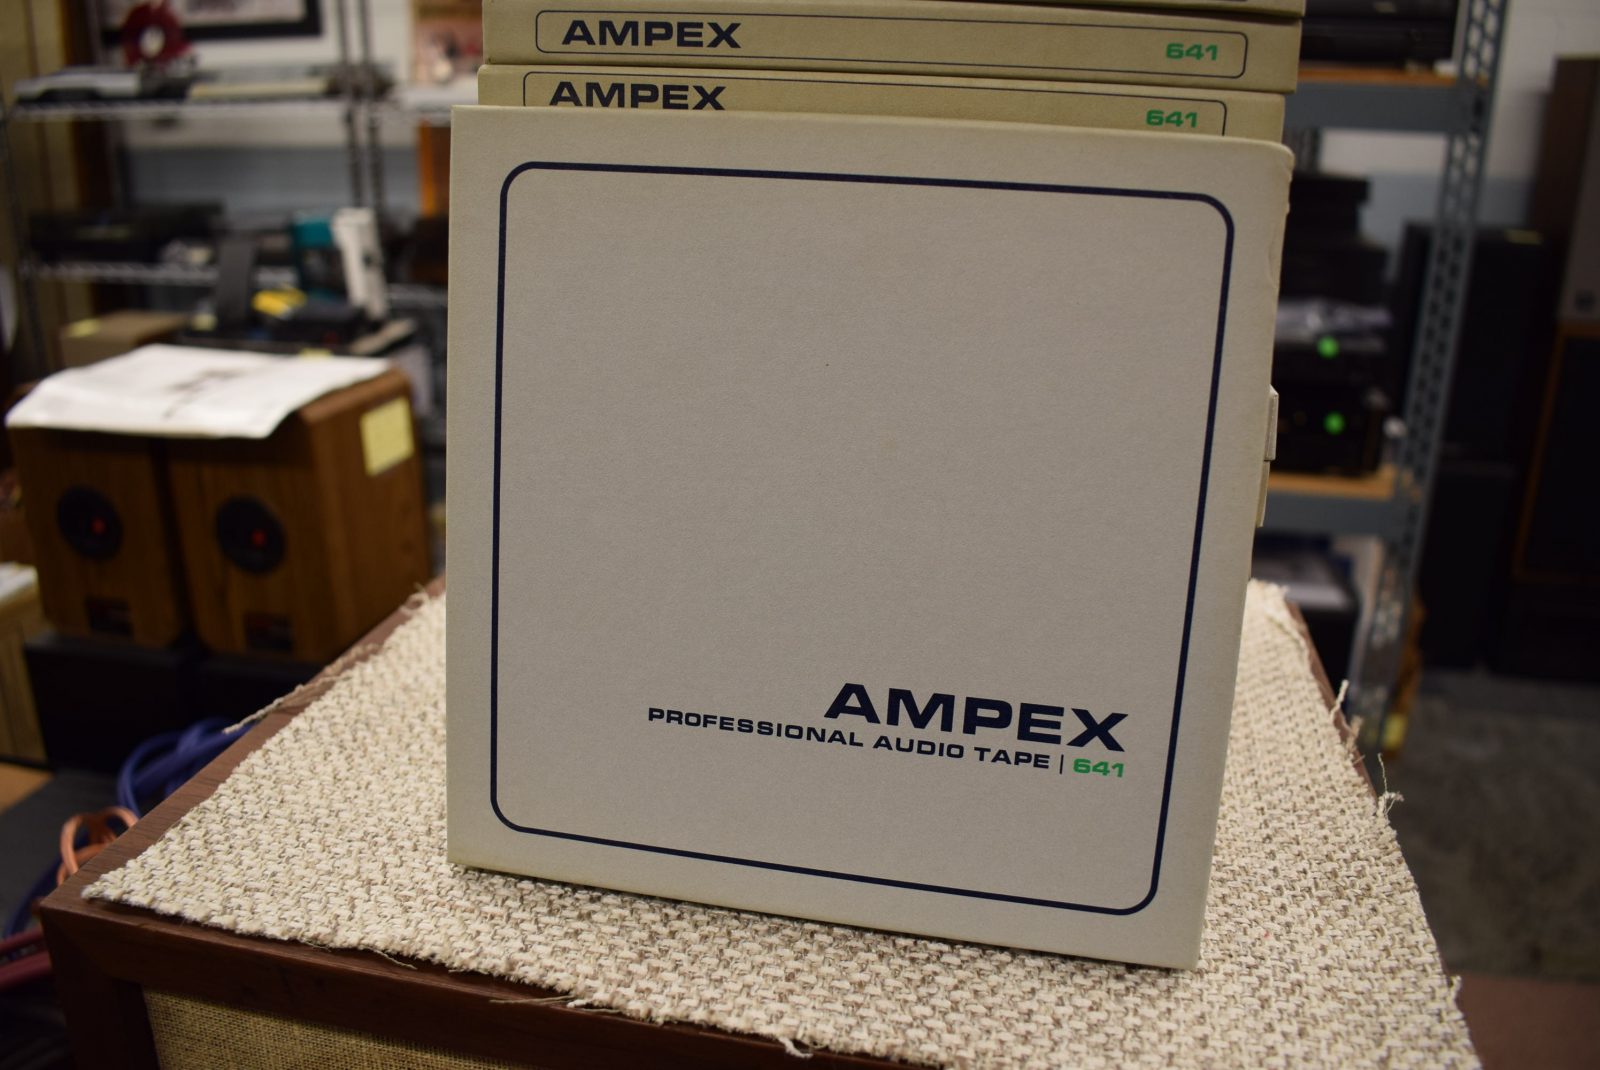 AMPEX 641
AMPEX 641
AMPEX
PROFESSIONAL AUDIO TAPE | 641